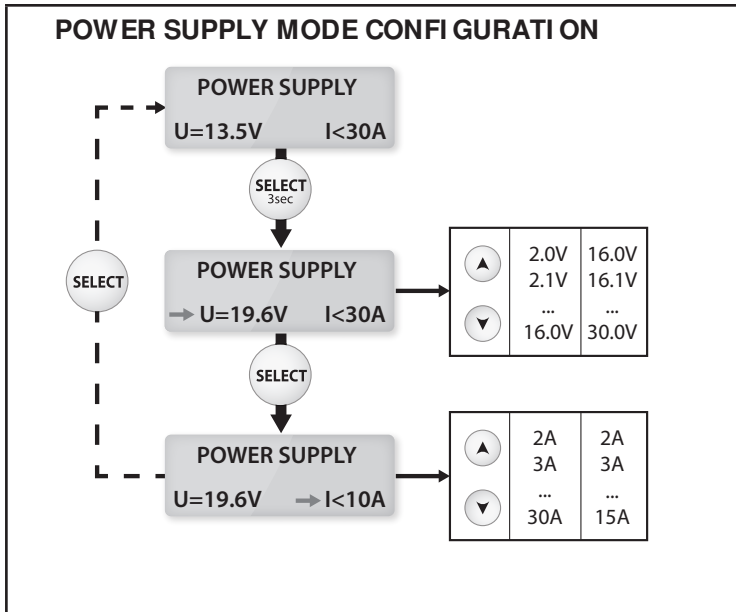 POWER SUPPLY MODE CONFIGURATION
POWER SUPPLY
U=13.5V I<30A
SELECT
3sec
POWER SUPPLY
→ U=19.6V I<30A
2.0V 16.0V
2.1V 16.1V
... ...
16.0V 30.0V
SELECT
SELECT
POWER SUPPLY
U=19.6V → I<10A
2A 2A
3A 3A
... ...
30A 15A